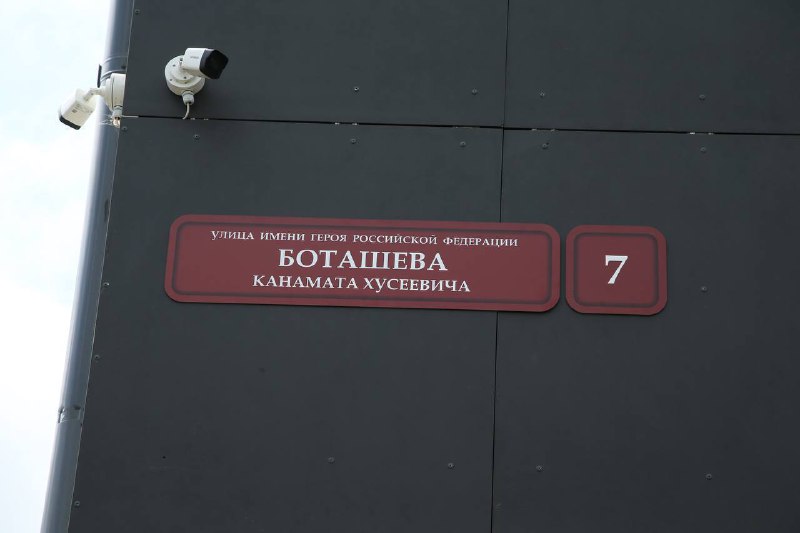 УЛИЦА ИМЕНИ ГЕРОЯ РОССИЙСКОЙ ФЕДЕРАЦИИ
БОТАШЕВА
КАНАМАТА ХУСЕЕВИЧА
7